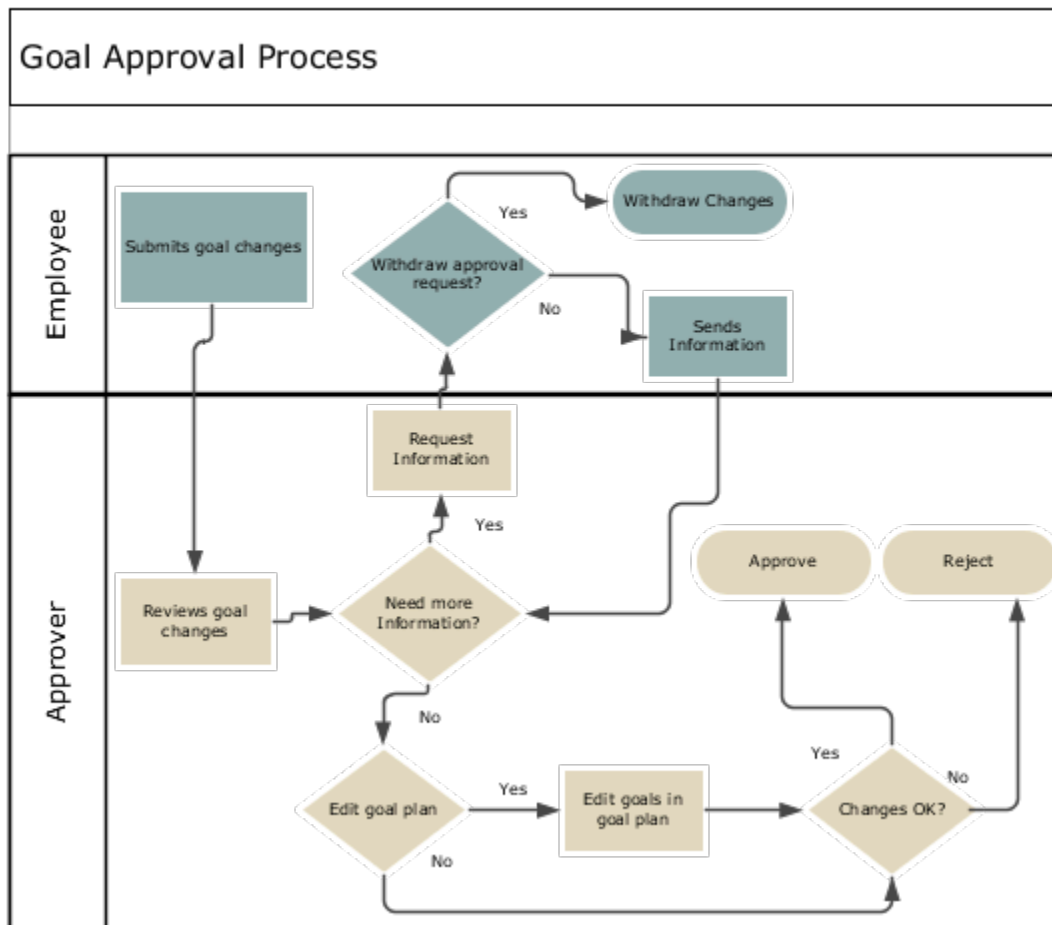 Goal Approval Process
Employee
Submits goal changes
Withdraw approval
request?
Yes
Withdraw Changes
No
Sends
Information
Approver
Request
Information
Yes
Reviews goal
changes
Need more
Information?
Approve
Reject
No
Edit goal plan
Yes
Edit goals in
goal plan
Yes
Changes OK?
No
No